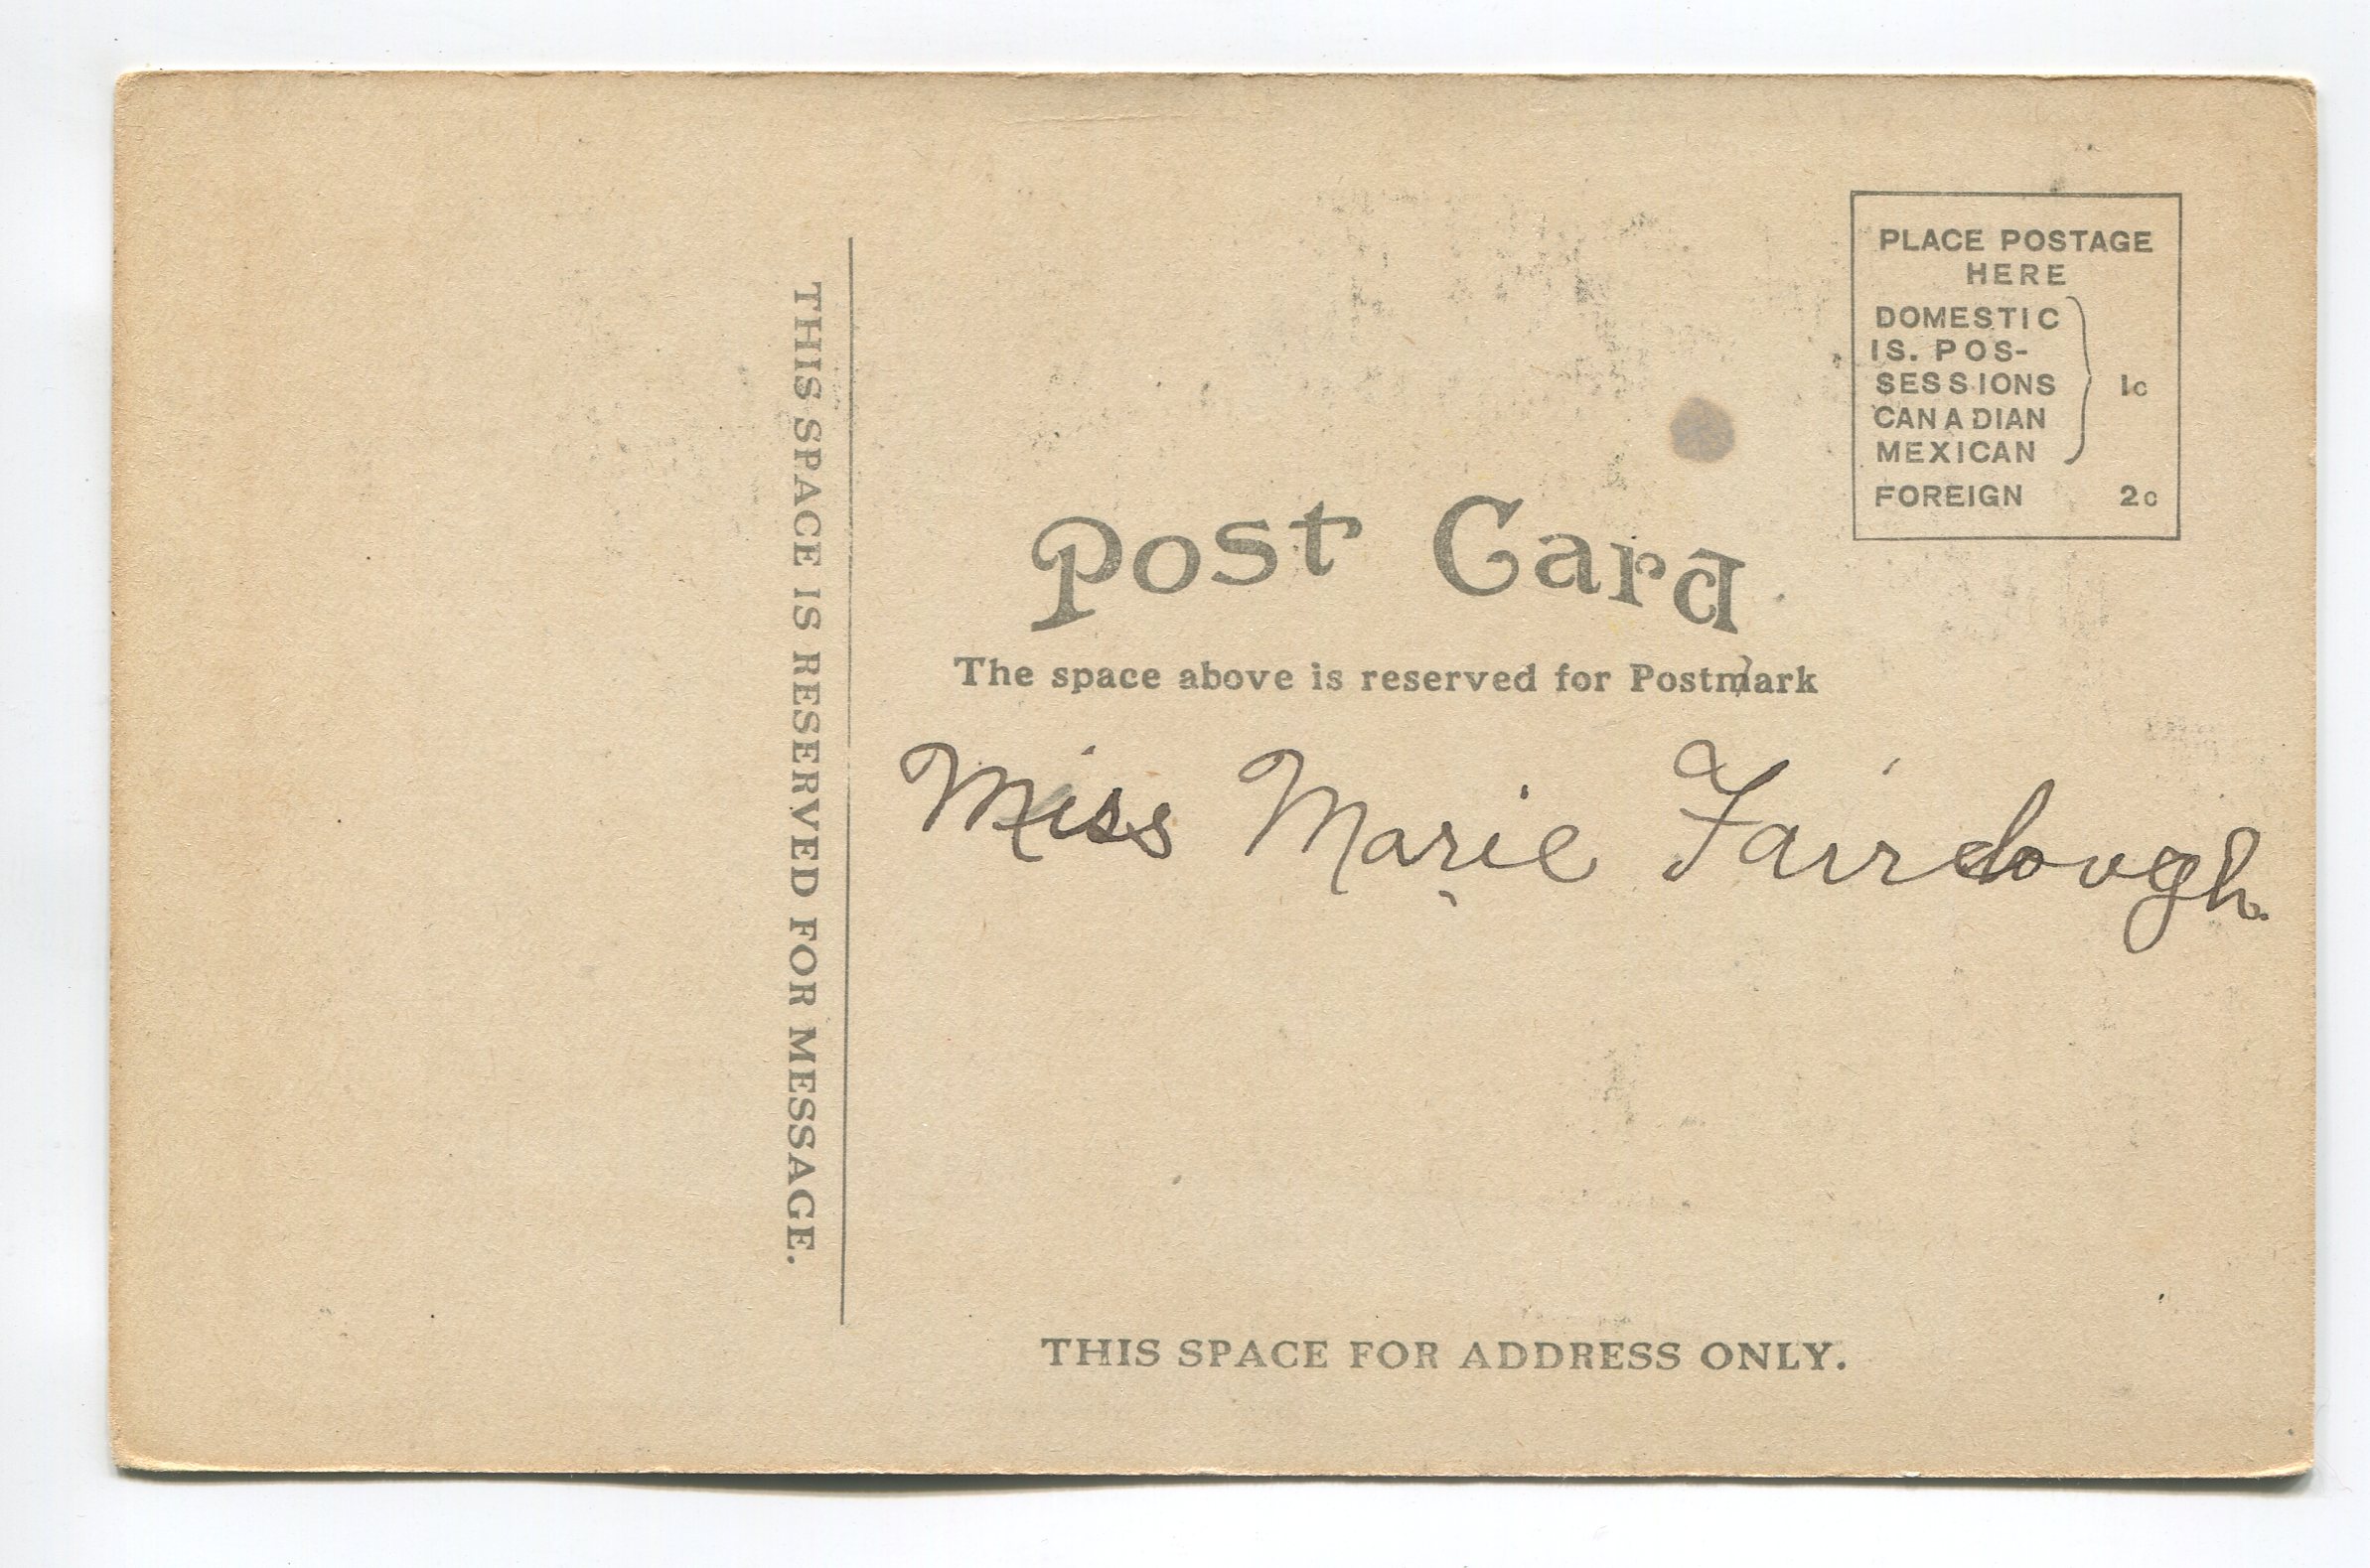 THIS SPACE IS RESERVED FOR MESSAGE.
PLACE POSTAGE
HERE
DOMESTIC
IS. POS-
SESSIONS
CANADIAN
MEXICAN
1c
FOREIGN 2c
Post Card
The space above is reserved for Postmark
Miss Marie Fairclough.
THIS SPACE FOR ADDRESS ONLY.